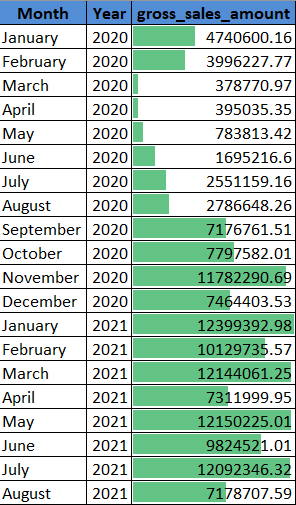 Month Year gross_sales_amount
January 2020 4740600.16
February 2020 3996227.77
March 2020 378770.97
April 2020 395035.35
May 2020 783813.42
June 2020 1695216.6
July 2020 2551159.16
August 2020 2786648.26
September 2020 7176761.51
October 2020 7797582.01
November 2020 11782290.69
December 2020 7464403.53
January 2021 12399392.98
February 2021 10129735.57
March 2021 12144061.25
April 2021 7311999.95
May 2021 12150225.01
June 2021 9824521.01
July 2021 12092346.32
August 2021 7178707.59